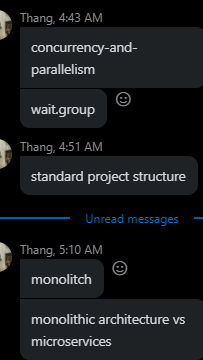 Thang, 4:43 AM
concurrency-and-
parallelism
wait.group
Thang, 4:51 AM
standard project structure
Unread messages
Thang, 5:10 AM
monolitch
monolithic architecture vs
microservices